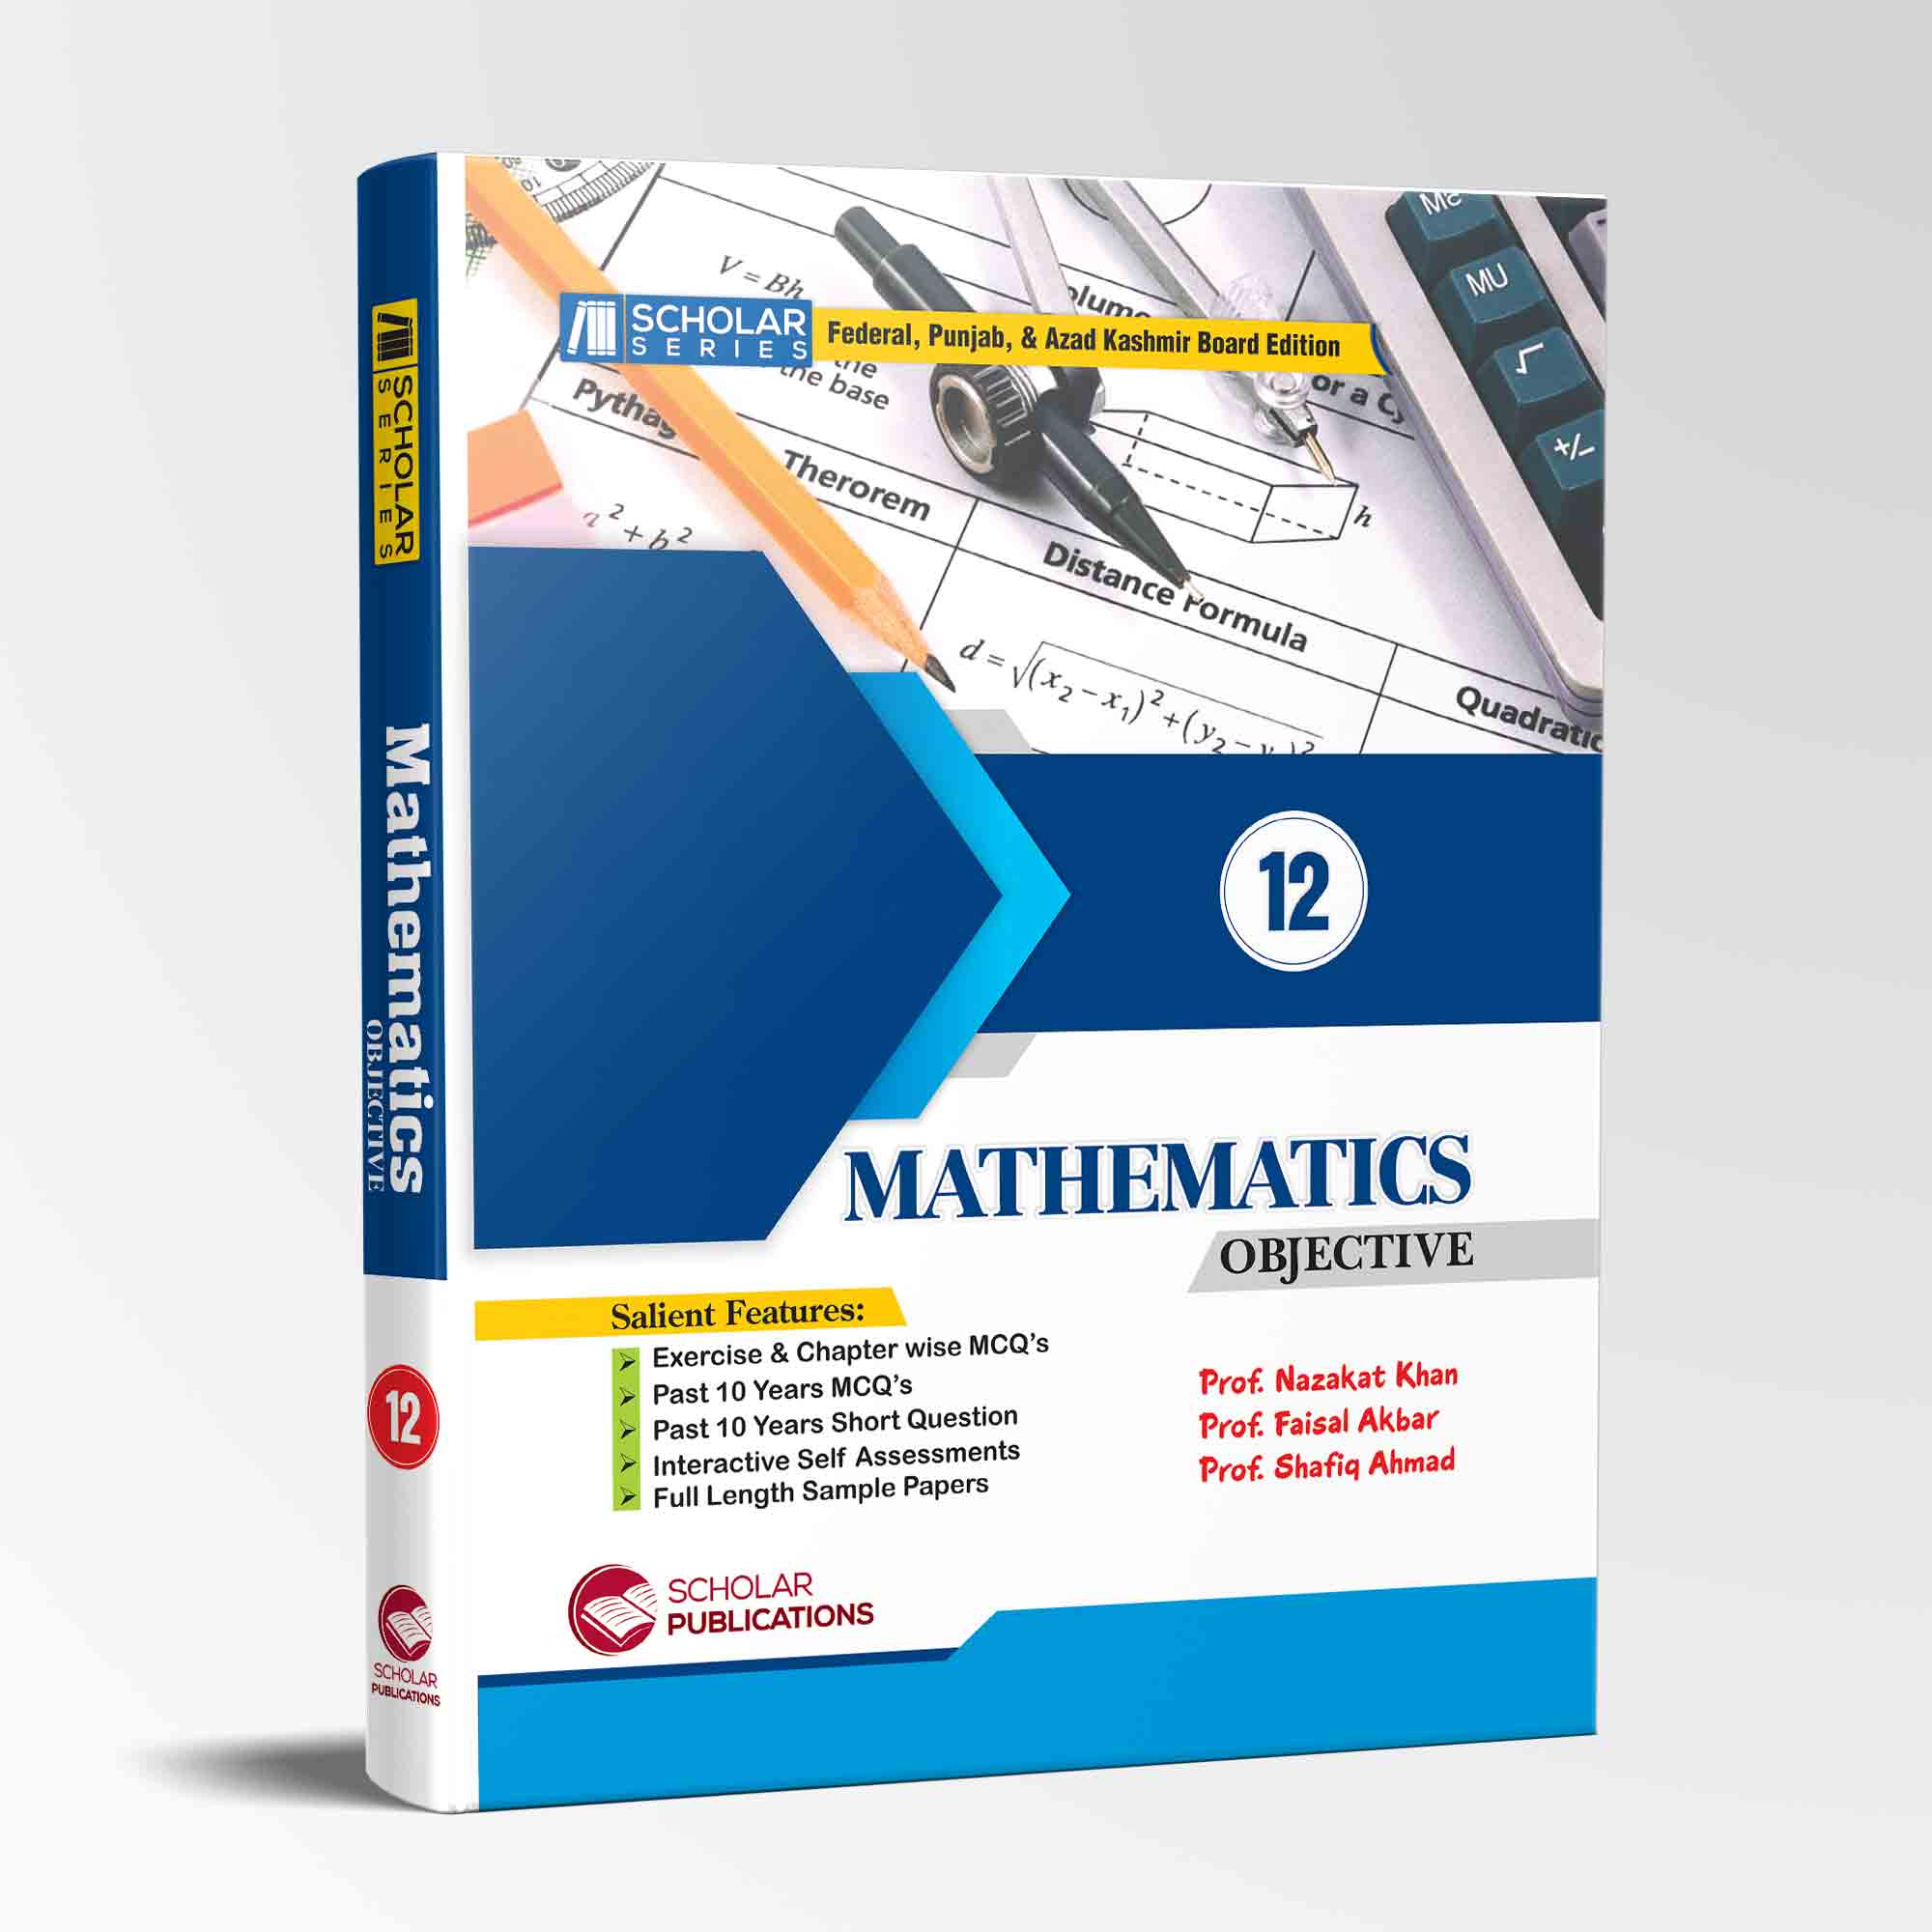 SCHOLAR
SERIES
Mathematics
OBJECTIVE
12
SCHOLAR
PUBLICATIONS
V = Bh
SCHOLAR
SERIES
Federal, Punjab, & Azad Kashmir Board Edition
the base
or a
Therorem
a² + b²
h
Distance Formula
d = √(x₂ − x₁)² + (y₂ − y
MU
√
+/−
12
MATHEMATICS
OBJECTIVE
Salient Features:
Exercise & Chapter wise MCQ's
Past 10 Years MCQ's
Past 10 Years Short Question
Interactive Self Assessments
Full Length Sample Papers
Prof. Nazakat Khan
Prof. Faisal Akbar
Prof. Shafiq Ahmad
SCHOLAR
PUBLICATIONS